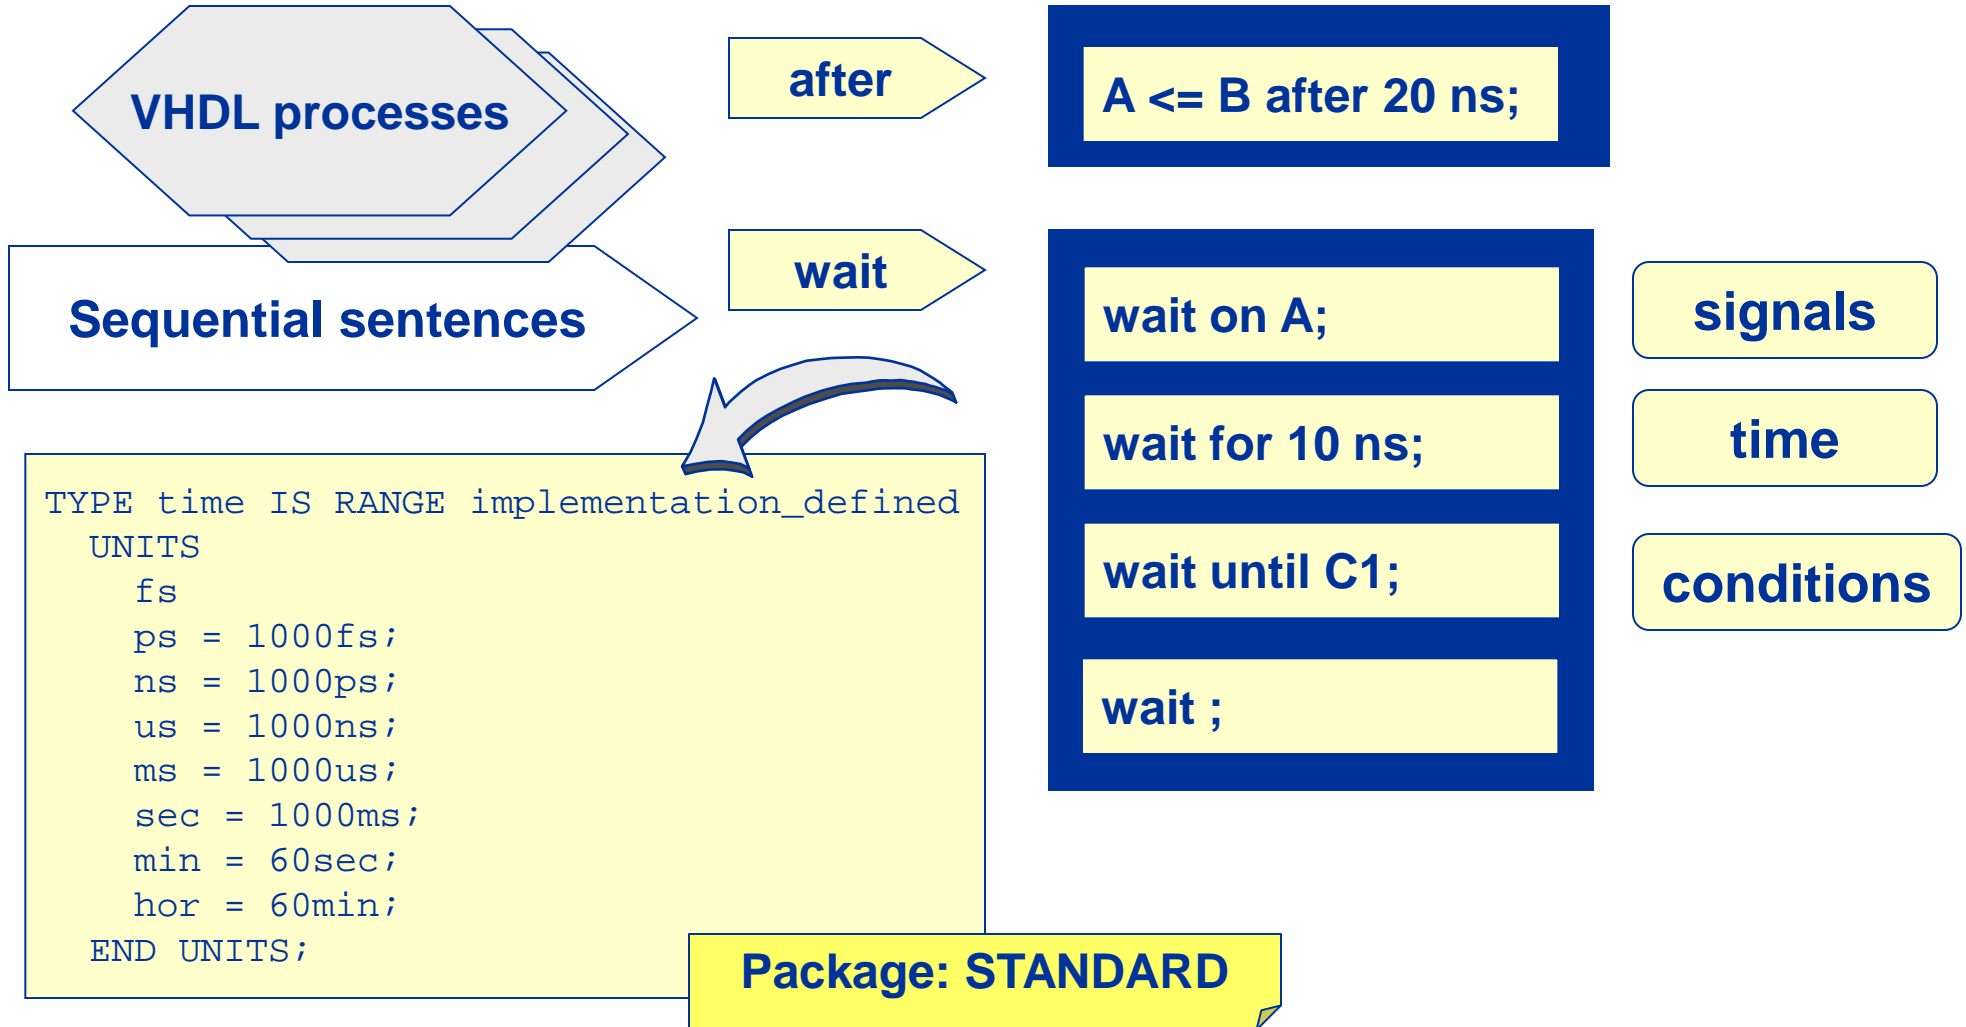 VHDL processes
Sequential sentences
after
A <= B after 20 ns;
wait
wait on A;
signals
wait for 10 ns;
time
wait until C1;
conditions
wait ;
TYPE time IS RANGE implementation_defined
UNITS
fs
ps = 1000fs;
ns = 1000ps;
us = 1000ns;
ms = 1000us;
sec = 1000ms;
min = 60sec;
hor = 60min;
END UNITS;
Package: STANDARD